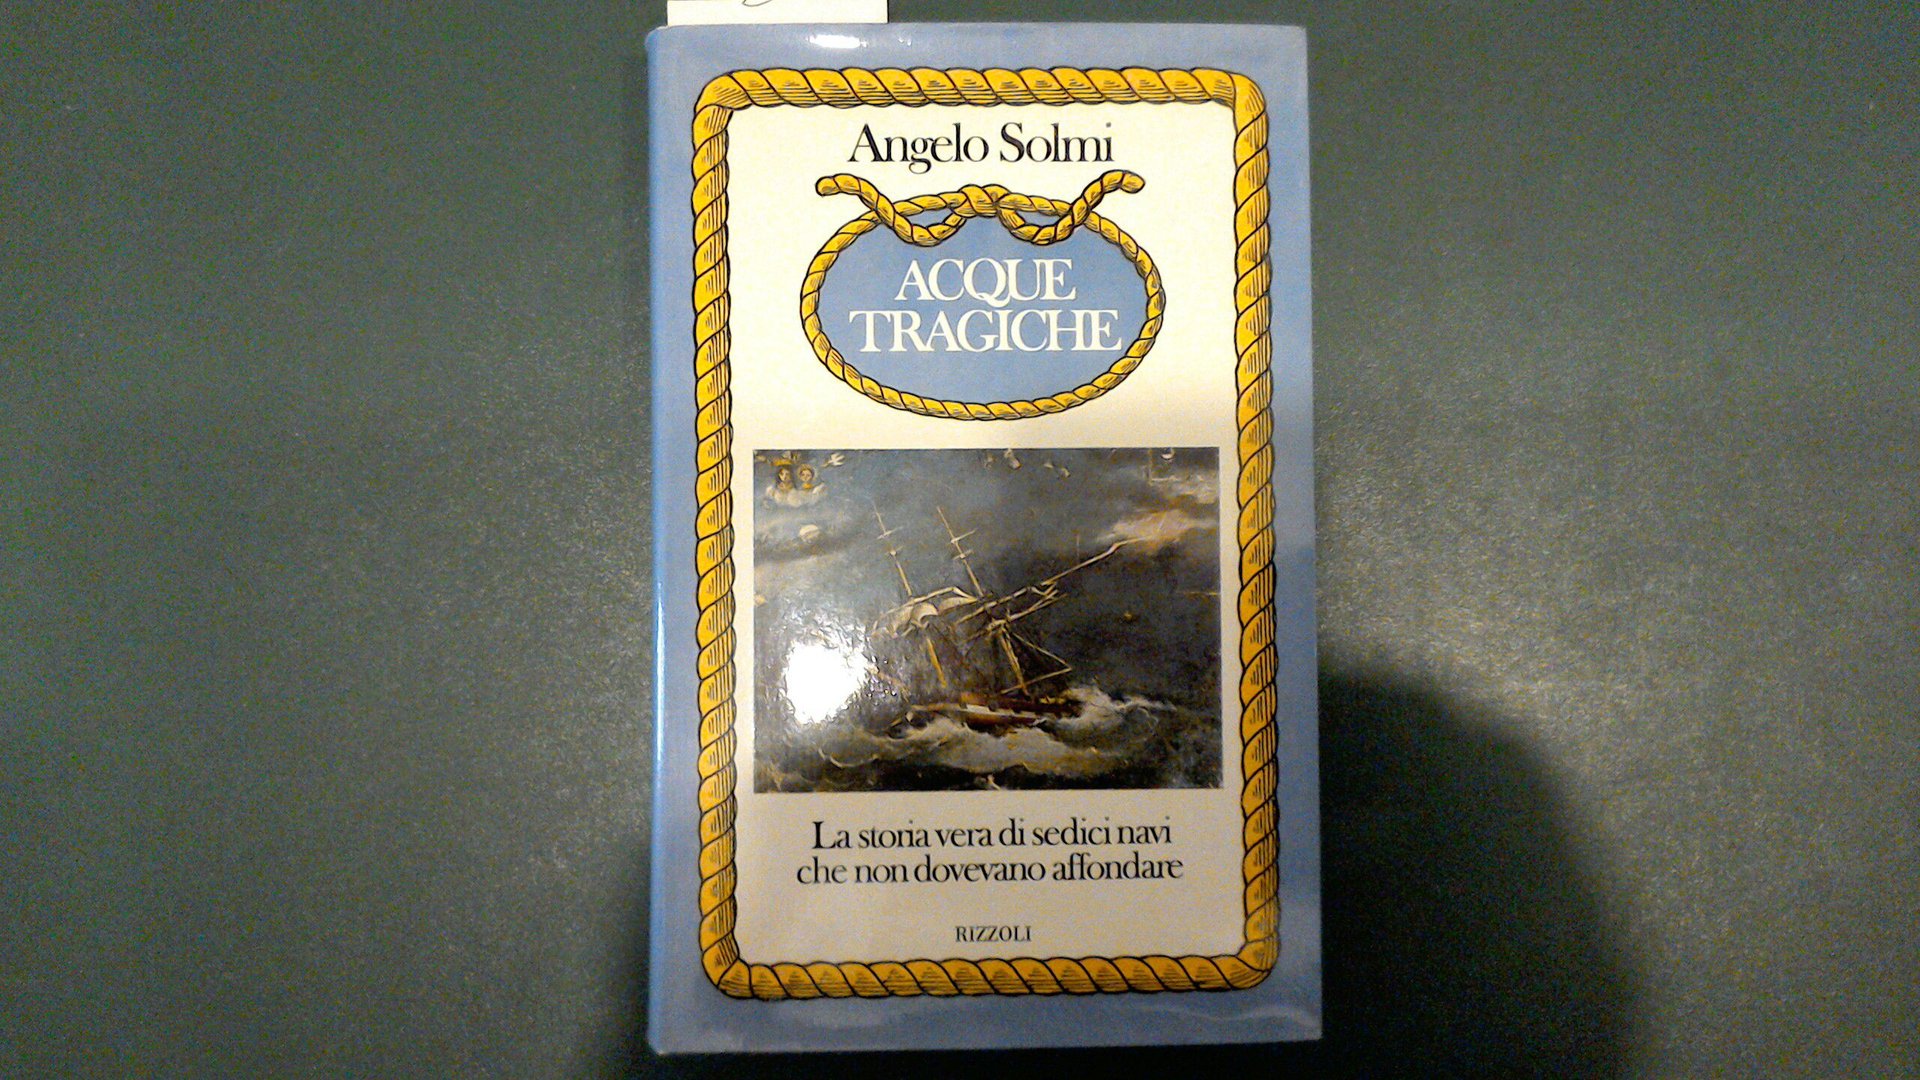 Angelo Solmi
ACQUE
TRAGICHE
La storia vera di sedici navi
che non dovevano affondare
RIZZOLI